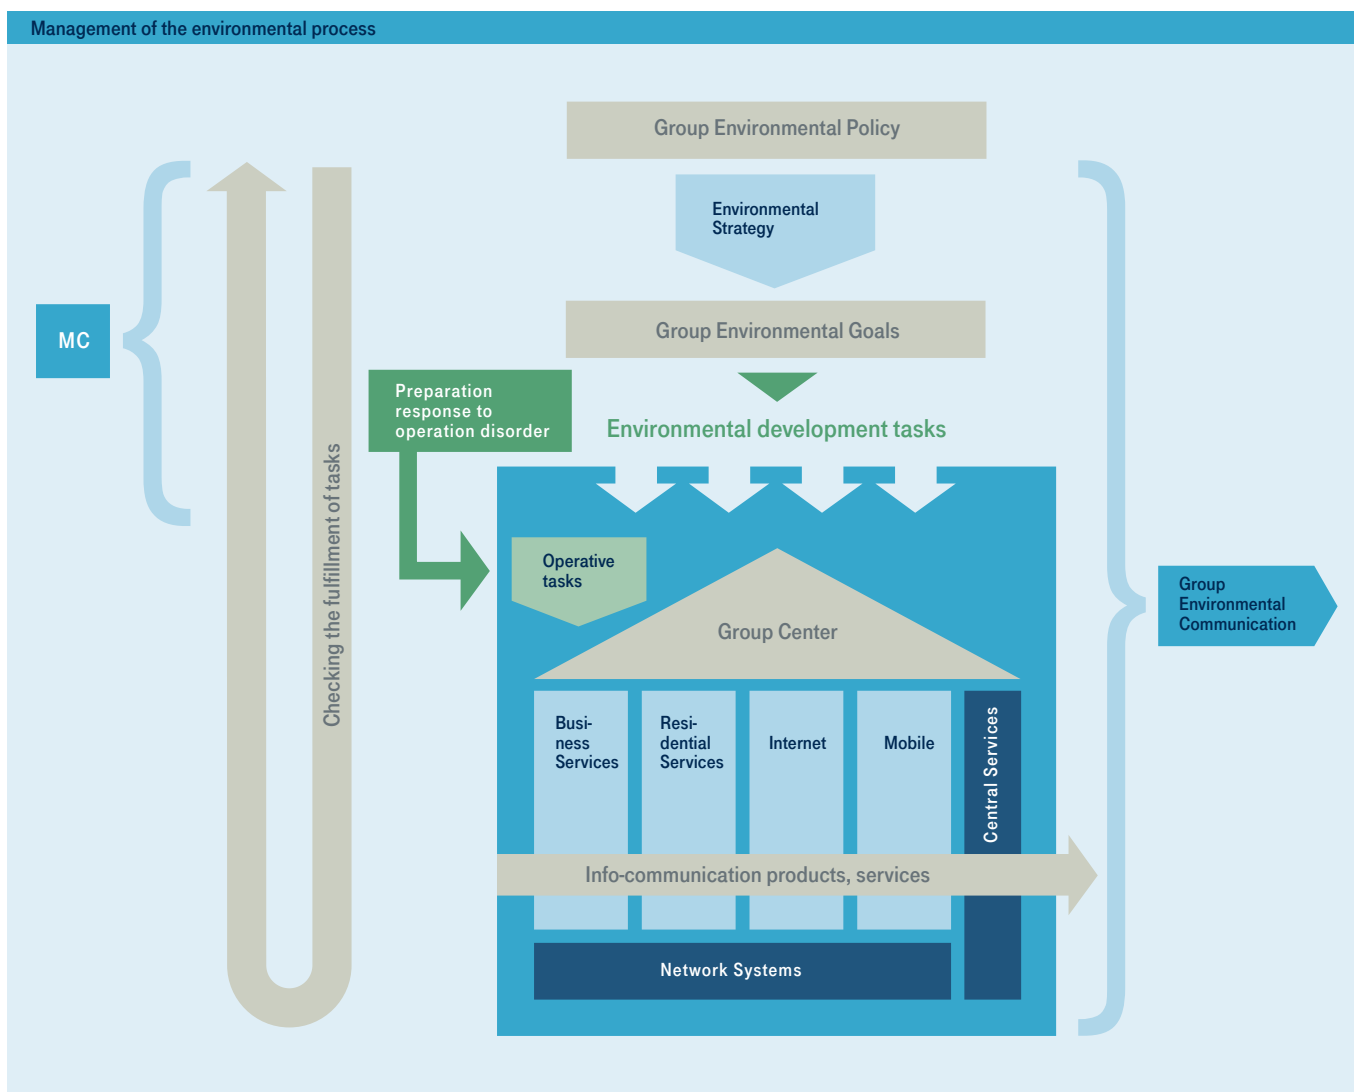 Management of the environmental process
Group Environmental Policy
Environmental
Strategy
Group Environmental Goals
MC
Preparation
response to
operation disorder
Environmental development tasks
Checking the fulfillment of tasks
Operative
tasks
Group Center
Group
Environmental
Communication
Busi-
ness
Services
Resi-
dential
Services
Internet
Mobile
Central Services
Info-communication products, services
Network Systems